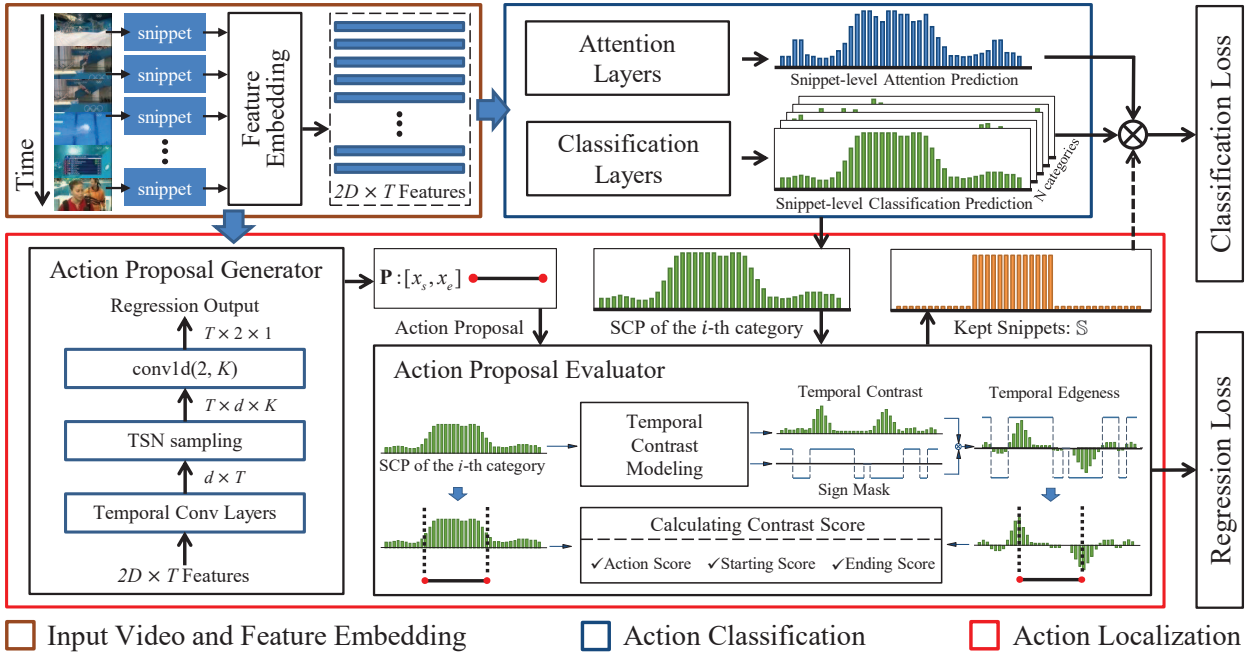 Time
snippet
snippet
snippet
snippet
Feature
Embedding
2D × T Features
Attention
Layers
Snippet-level Attention Prediction
Classification
Layers
Snippet-level Classification Prediction
N categories
Classification Loss
Action Proposal Generator
Regression Output
T × 2 × 1
conv1d(2, K)
T × d × K
TSN sampling
d × T
Temporal Conv Layers
2D × T Features
P :[x_s, x_e]
Action Proposal
SCP of the i-th category
Kept Snippets: 𝕊
Action Proposal Evaluator
SCP of the i-th category
Temporal
Contrast
Modeling
Temporal Contrast
Sign Mask
Temporal Edgeness
Calculating Contrast Score
✓Action Score ✓Starting Score ✓Ending Score
Regression Loss
Input Video and Feature Embedding
Action Classification
Action Localization